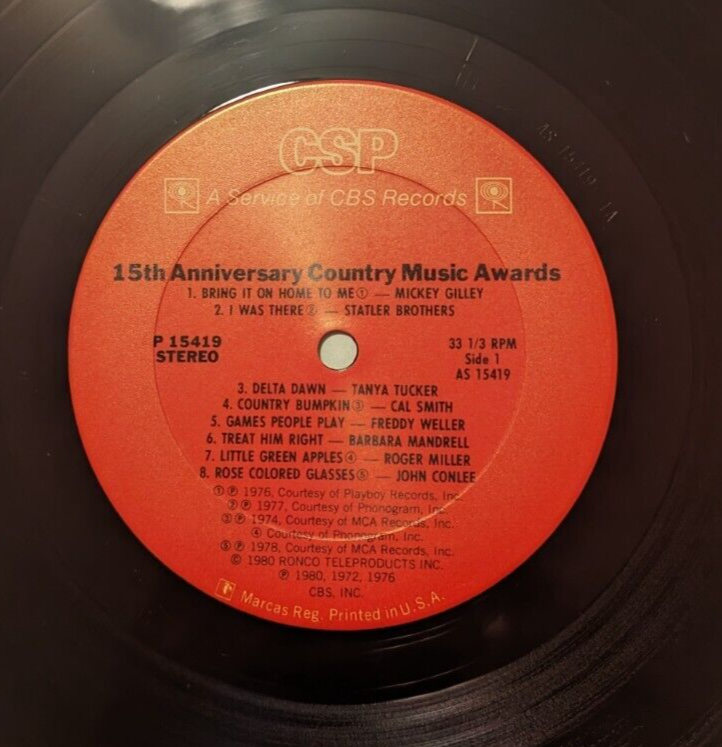 CSP
A Service of CBS Records
15th Anniversary Country Music Awards
1. BRING IT ON HOME TO ME① — MICKEY GILLEY
2. I WAS THERE② — STATLER BROTHERS
P 15419
STEREO
33 1/3 RPM
Side 1
AS 15419
3. DELTA DAWN — TANYA TUCKER
4. COUNTRY BUMPKIN③ — CAL SMITH
5. GAMES PEOPLE PLAY — FREDDY WELLER
6. TREAT HIM RIGHT — BARBARA MANDRELL
7. LITTLE GREEN APPLES④ — ROGER MILLER
8. ROSE COLORED GLASSES⑤ — JOHN CONLEE
①℗ 1976, Courtesy of Playboy Records, Inc.
②℗ 1977, Courtesy of Phonogram, Inc.
③℗ 1974, Courtesy of MCA Records, Inc.
④ Courtesy of Phonogram, Inc.
⑤℗ 1978, Courtesy of MCA Records, Inc.
© 1980 RONCO TELEPRODUCTS INC.
℗ 1980, 1972, 1976
CBS, INC.
Marcas Reg. Printed in U.S.A.